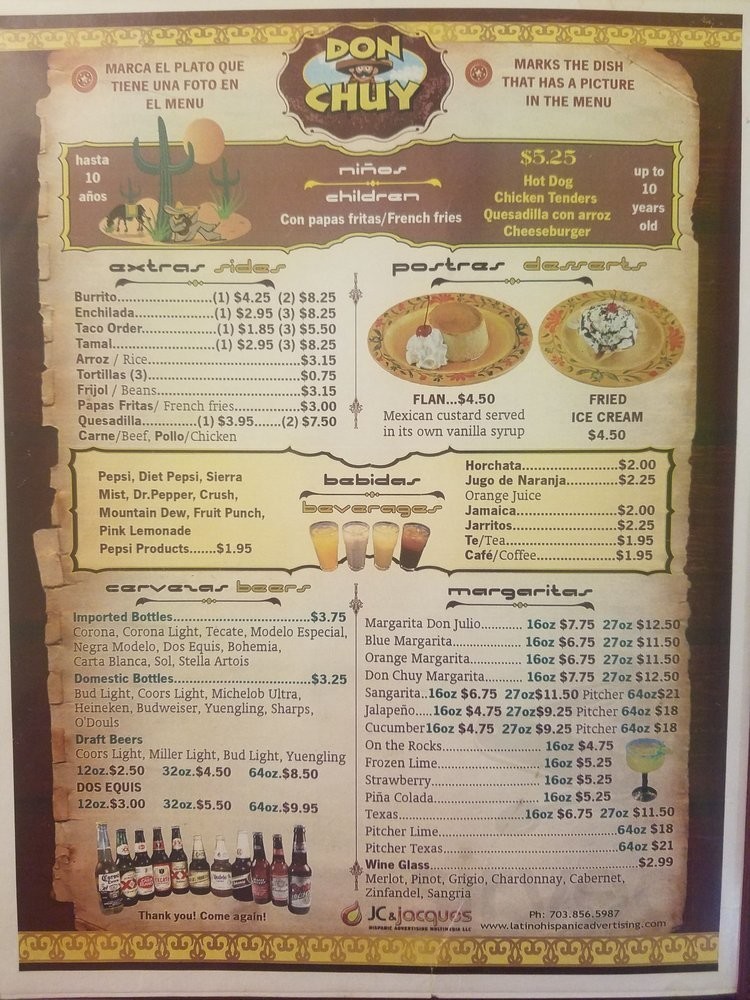 DON
CHUY
MARCA EL PLATO QUE
TIENE UNA FOTO EN
EL MENU
MARKS THE DISH
THAT HAS A PICTURE
IN THE MENU
hasta
10
años
niños
children
Con papas fritas/French fries
$5.25
Hot Dog
Chicken Tenders
Quesadilla con arroz
Cheeseburger
up to
10
years
old
extras sides
Burrito......................(1) $4.25 (2) $8.25
Enchilada....................(1) $2.95 (3) $8.25
Taco Order...................(1) $1.85 (3) $5.50
Tamal........................(1) $2.95 (3) $8.25
Arroz / Rice.................................$3.15
Tortillas (3)................................$0.75
Frijol / Beans...............................$3.15
Papas Fritas/ French fries...............$3.00
Quesadilla...........(1) $3.95.......(2) $7.50
Carne/Beef, Pollo/Chicken
postres desserts
FLAN...$4.50
Mexican custard served
in its own vanilla syrup
FRIED
ICE CREAM
$4.50
Pepsi, Diet Pepsi, Sierra
Mist, Dr.Pepper, Crush,
Mountain Dew, Fruit Punch,
Pink Lemonade
Pepsi Products.......$1.95
bebidas
beverages
Horchata............................$2.00
Jugo de Naranja.................$2.25
Orange Juice
Jamaica.............................$2.00
Jarritos..............................$2.25
Te/Tea...............................$1.95
Café/Coffee.......................$1.95
cervezas beers
Imported Bottles..............................$3.75
Corona, Corona Light, Tecate, Modelo Especial,
Negra Modelo, Dos Equis, Bohemia,
Carta Blanca, Sol, Stella Artois
Domestic Bottles..............................$3.25
Bud Light, Coors Light, Michelob Ultra,
Heineken, Budweiser, Yuengling, Sharps,
O'Douls
Draft Beers
Coors Light, Miller Light, Bud Light, Yuengling
12oz.$2.50 32oz.$4.50 64oz.$8.50
DOS EQUIS
12oz.$3.00 32oz.$5.50 64oz.$9.95
Thank you! Come again!
margaritas
Margarita Don Julio........... 16oz $7.75 27oz $12.50
Blue Margarita.................. 16oz $6.75 27oz $11.50
Orange Margarita.............. 16oz $6.75 27oz $11.50
Don Chuy Margarita.......... 16oz $7.75 27oz $12.50
Sangarita..16oz $6.75 27oz$11.50 Pitcher 64oz$21
Jalapeño....16oz $4.75 27oz$9.25 Pitcher 64oz $18
Cucumber16oz $4.75 27oz $9.25 Pitcher 64oz $18
On the Rocks........................ 16oz $4.75
Frozen Lime......................... 16oz $5.25
Strawberry........................... 16oz $5.25
Piña Colada.......................... 16oz $5.25
Texas..............................16oz $6.75 27oz $11.50
Pitcher Lime........................................64oz $18
Pitcher Texas.......................................64oz $21
Wine Glass................................................$2.99
Merlot, Pinot, Grigio, Chardonnay, Cabernet,
Zinfandel, Sangria
JC & jacquos
HISPANIC ADVERTISING MULTIMEDIA LLC
Ph: 703.856.5987
www.latinohispanicadvertising.com